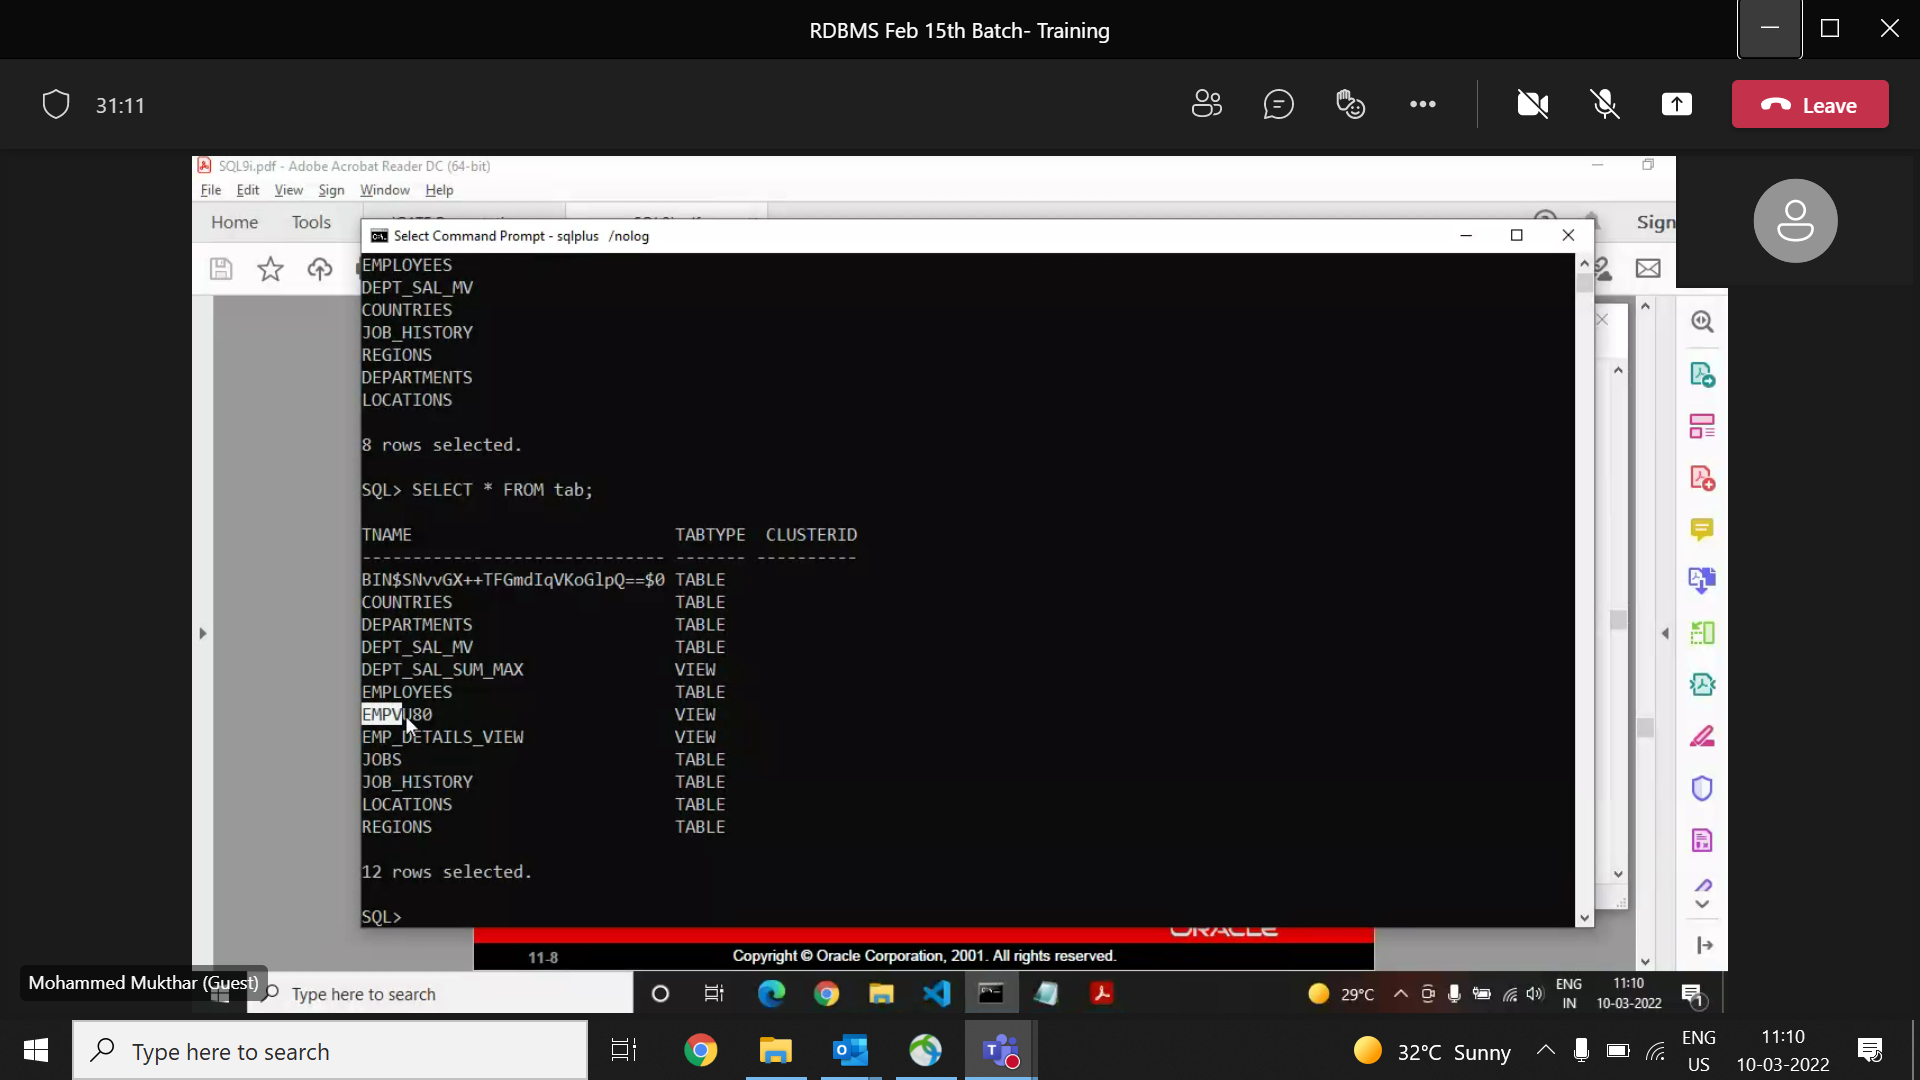 RDBMS Feb 15th Batch- Training
31:11
Leave
SQL9i.pdf - Adobe Acrobat Reader DC (64-bit)
File Edit View Sign Window Help
Home Tools
Sign
Select Command Prompt - sqlplus /nolog
EMPLOYEES
DEPT_SAL_MV
COUNTRIES
JOB_HISTORY
REGIONS
DEPARTMENTS
LOCATIONS
8 rows selected.
SQL> SELECT * FROM tab;
TNAME TABTYPE CLUSTERID
------------------------------ ------- ----------
BIN$SNvvGX++TFGmdIqVKoGlpQ==$0 TABLE
COUNTRIES TABLE
DEPARTMENTS TABLE
DEPT_SAL_MV TABLE
DEPT_SAL_SUM_MAX VIEW
EMPLOYEES TABLE
EMPVU80 VIEW
EMP_DETAILS_VIEW VIEW
JOBS TABLE
JOB_HISTORY TABLE
LOCATIONS TABLE
REGIONS TABLE
12 rows selected.
SQL>
ORACLE
11-8 Copyright © Oracle Corporation, 2001. All rights reserved.
Mohammed Mukthar (Guest)
Type here to search
29°C
ENG
IN
11:10
10-03-2022
1
Type here to search
32°C Sunny
ENG
US
11:10
10-03-2022